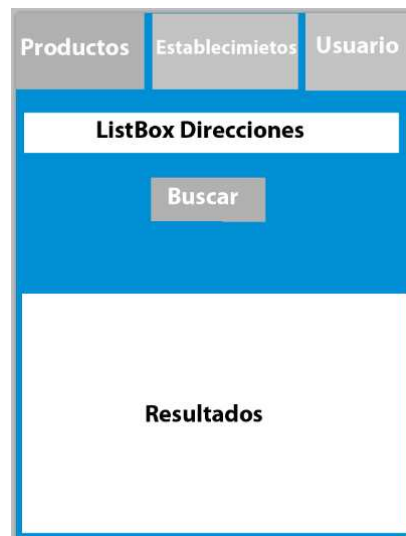 Productos Establecimietos Usuario
ListBox Direcciones
Buscar
Resultados